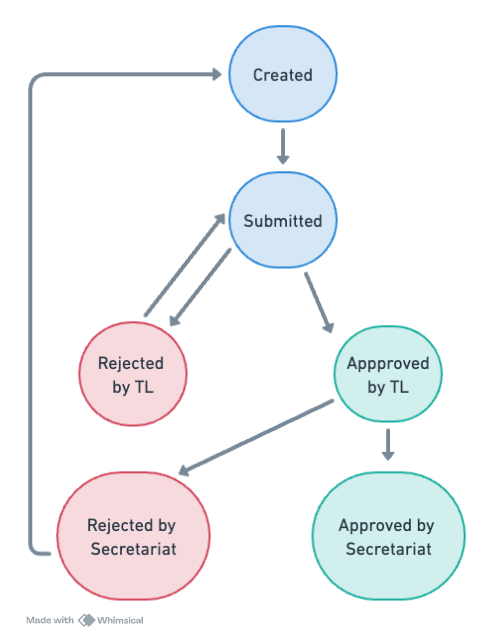 Created
Submitted
Rejected
by TL
Appproved
by TL
Rejected by
Secretariat
Approved by
Secretariat
Made with Whimsical